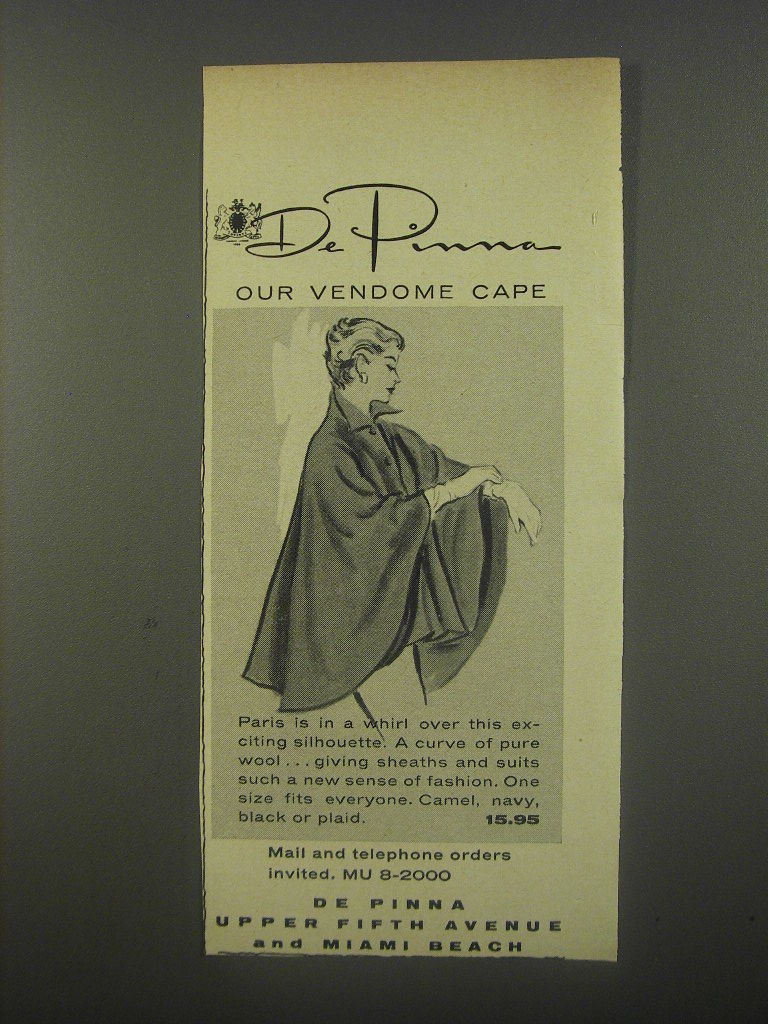 De Pinna
OUR VENDOME CAPE
Paris is in a whirl over this ex-
citing silhouette. A curve of pure
wool... giving sheaths and suits
such a new sense of fashion. One
size fits everyone. Camel, navy,
black or plaid. 15.95
Mail and telephone orders
invited. MU 8-2000
DE PINNA
UPPER FIFTH AVENUE
and MIAMI BEACH